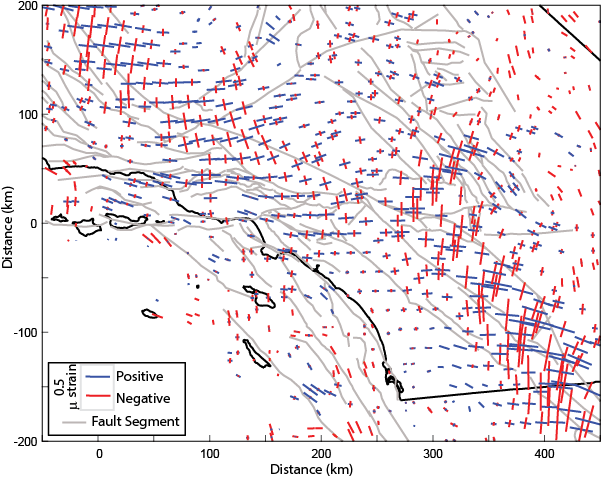 200
100
0
-100
-200
Distance (km)
0.5
μ strain
Positive
Negative
Fault Segment
0
100
200
300
400
Distance (km)